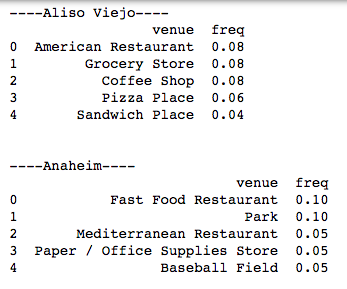 ----Aliso Viejo----
venue freq
0 American Restaurant 0.08
1 Grocery Store 0.08
2 Coffee Shop 0.08
3 Pizza Place 0.06
4 Sandwich Place 0.04
----Anaheim----
venue freq
0 Fast Food Restaurant 0.10
1 Park 0.10
2 Mediterranean Restaurant 0.05
3 Paper / Office Supplies Store 0.05
4 Baseball Field 0.05